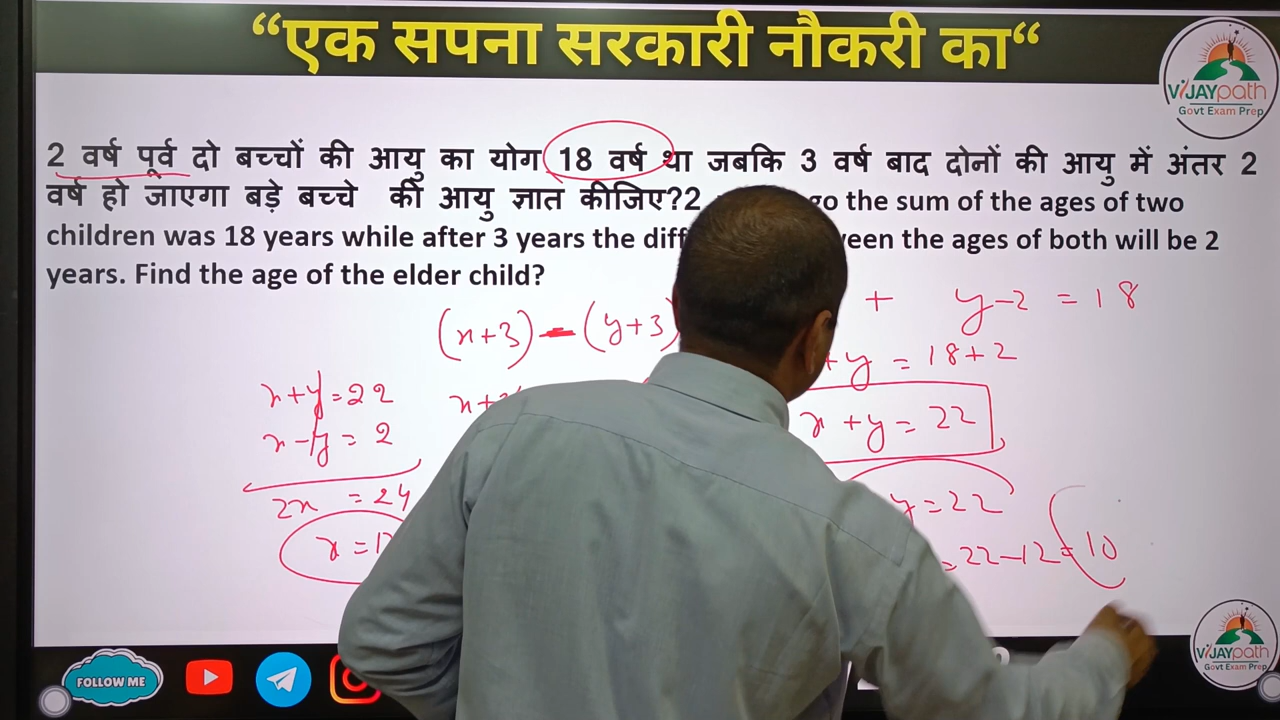 “एक सपना सरकारी नौकरी का“
VIJAYpath
Govt Exam Prep
2 वर्ष पूर्व दो बच्चों की आयु का योग 18 वर्ष था जबकि 3 वर्ष बाद दोनों की आयु में अंतर 2
वर्ष हो जाएगा बड़े बच्चे की आयु ज्ञात कीजिए?2 go the sum of the ages of two
children was 18 years while after 3 years the diff ween the ages of both will be 2
years. Find the age of the elder child?
+ y-2 = 18
(x+3) - (y+3)
+y = 18+2
x+y=22
x+y = 22
x-y = 2
2x = 24
y=22
=22-12=10
FOLLOW ME
VIJAYpath
Govt Exam Prep